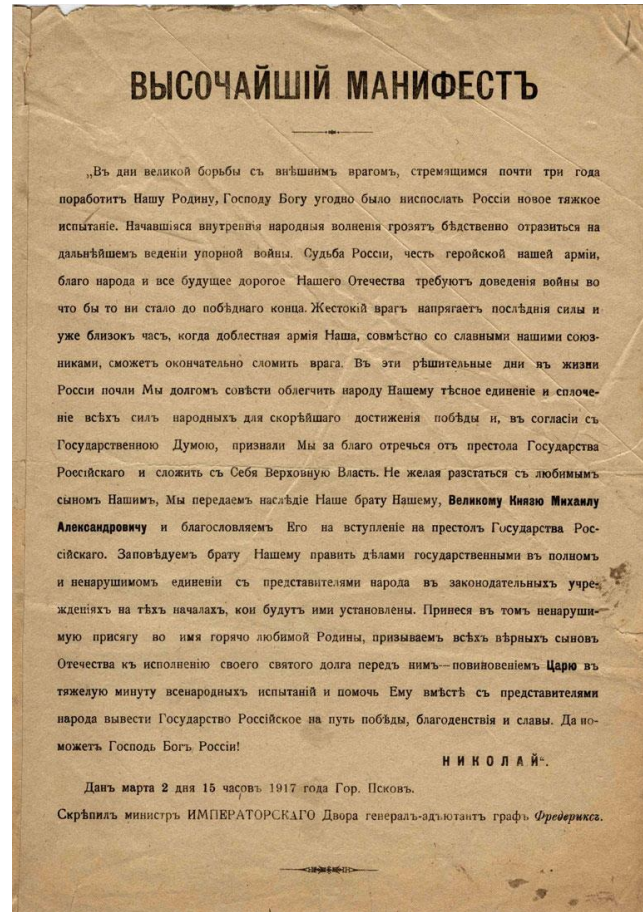 ВЫСОЧАЙШІЙ МАНИФЕСТЪ
„Въ дни великой борьбы съ внѣшнимъ врагомъ, стремящимся почти три года
поработитъ Нашу Родину, Господу Богу угодно было ниспослать Россіи новое тяжкое
испытаніе. Начавшіяся внутреннія народныя волненія грозятъ бѣдственно отразиться на
дальнѣйшемъ веденіи упорной войны. Судьба Россіи, честь геройской нашей арміи,
благо народа и все будущее дорогое Нашего Отечества требуютъ доведенія войны во
что бы то ни стало до побѣднаго конца. Жестокій врагъ напрягаетъ послѣднія силы и
уже близокъ часъ, когда доблестная армія Наша, совмѣстно со славными нашими союз-
никами, сможетъ окончательно сломить врага. Въ эти рѣшительные дни въ жизни
Россіи почли Мы долгомъ совѣсти облегчить народу Нашему тѣсное единеніе и сплоче-
ніе всѣхъ силъ народныхъ для скорѣйшаго достиженія побѣды и, въ согласіи съ
Государственною Думою, признали Мы за благо отречься отъ престола Государства
Россійскаго и сложить съ Себя Верховную Власть. Не желая разстаться съ любимымъ
сыномъ Нашимъ, Мы передаемъ наслѣдіе Наше брату Нашему, Великому Князю Михаилу
Александровичу и благословляемъ Его на вступленіе на престолъ Государства Рос-
сійскаго. Заповѣдуемъ брату Нашему править дѣлами государственными въ полномъ
и ненарушимомъ единеніи съ представителями народа въ законодательныхъ учре-
жденіяхъ на тѣхъ началахъ, кои будутъ ими установлены. Принеся въ томъ ненаруши-
мую присягу во имя горячо любимой Родины, призываемъ всѣхъ вѣрныхъ сыновъ
Отечества къ исполненію своего святого долга передъ нимъ—повиновеніемъ Царю въ
тяжелую минуту всенародныхъ испытаній и помочь Ему вмѣстѣ съ представителями
народа вывести Государство Россійское на путь побѣды, благоденствія и славы. Да по-
можетъ Господь Богъ Россіи!
НИКОЛАЙ“.
Данъ марта 2 дня 15 часовъ 1917 года Гор. Псковъ.
Скрѣпилъ министръ ИМПЕРАТОРСКАГО Двора генералъ-адъютантъ графъ Фредериксъ.